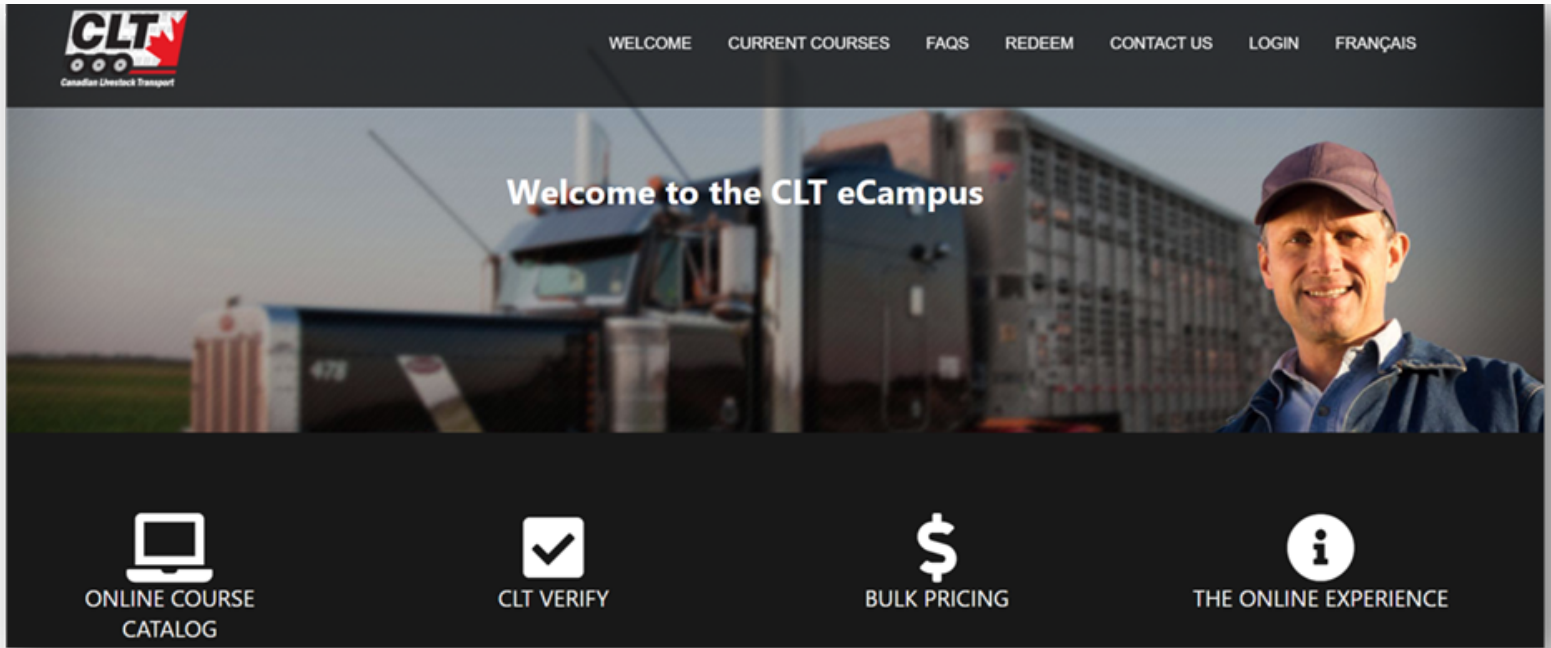 CLT
Canadian Livestock Transport
WELCOME CURRENT COURSES FAQS REDEEM CONTACT US LOGIN FRANÇAIS
Welcome to the CLT eCampus
478
ONLINE COURSE
CATALOG
CLT VERIFY
BULK PRICING
THE ONLINE EXPERIENCE